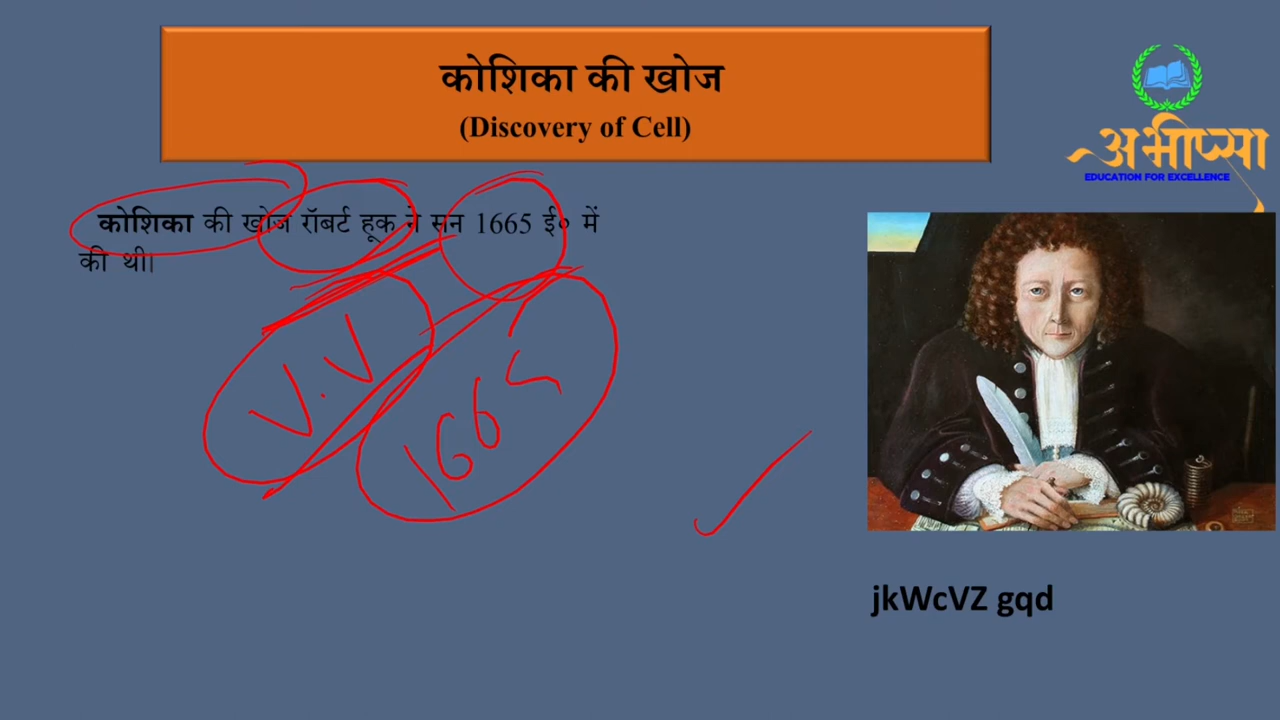 कोशिका की खोज
(Discovery of Cell)
अभीप्सा
EDUCATION FOR EXCELLENCE
कोशिका की खोज रॉबर्ट हूक ने सन 1665 ई० में
की थी।
V.V
1665
jkWcVZ gqd